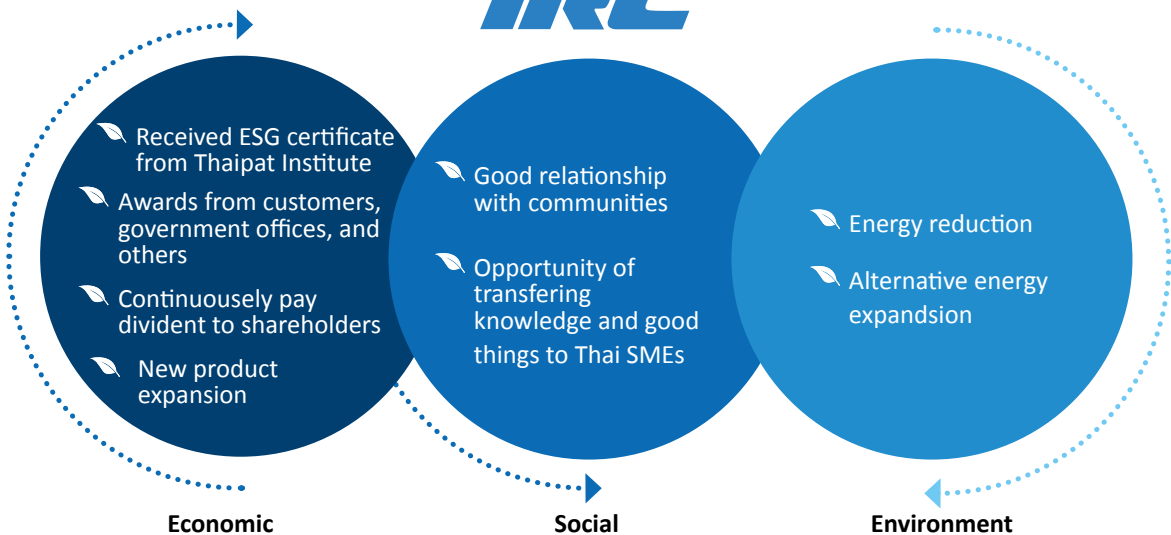 IRC
Received ESG certificate
from Thaipat Institute
Awards from customers,
government offices, and
others
Continuousely pay
divident to shareholders
New product
expansion
Good relationship
with communities
Opportunity of
transfering
knowledge and good
things to Thai SMEs
Energy reduction
Alternative energy
expandsion
Economic
Social
Environment